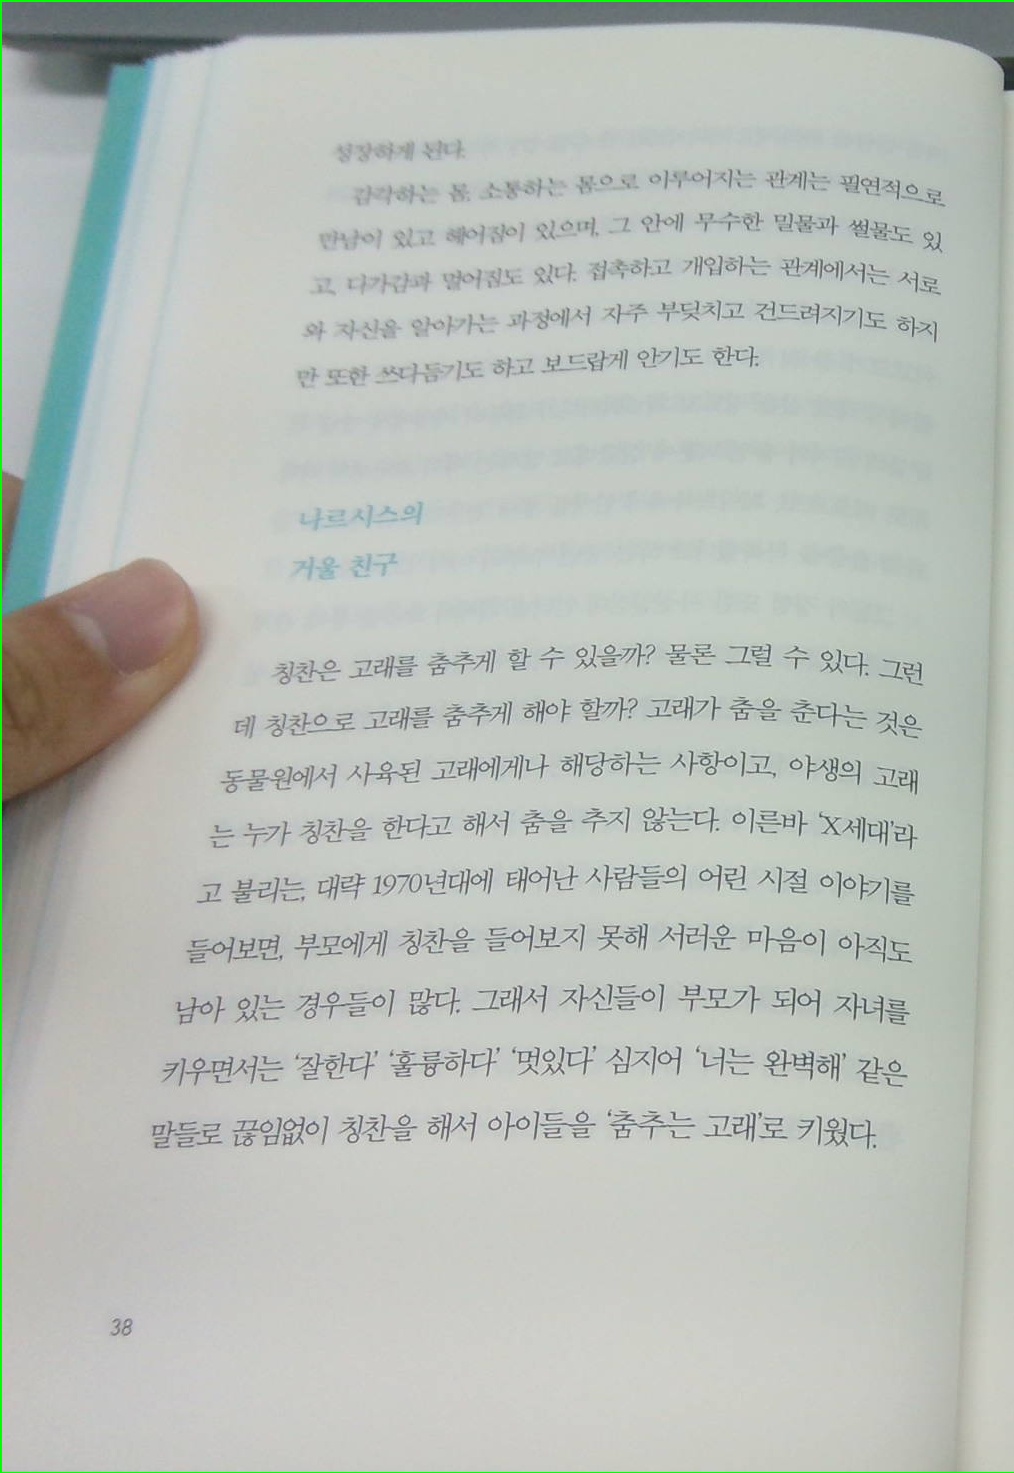 성장하게 된다.
감각하는 몸, 소통하는 몸으로 이루어지는 관계는 필연적으로
만남이 있고 헤어짐이 있으며, 그 안에 무수한 밀물과 썰물도 있
고, 다가감과 멀어짐도 있다. 접촉하고 개입하는 관계에서는 서로
와 자신을 알아가는 과정에서 자주 부딪치고 건드려지기도 하지
만 또한 쓰다듬기도 하고 보드랍게 안기도 한다.
나르시스의
거울 친구
칭찬은 고래를 춤추게 할 수 있을까? 물론 그럴 수 있다. 그런
데 칭찬으로 고래를 춤추게 해야 할까? 고래가 춤을 춘다는 것은
동물원에서 사육된 고래에게나 해당하는 사항이고, 야생의 고래
는 누가 칭찬을 한다고 해서 춤을 추지 않는다. 이른바 ‘X세대’라
고 불리는, 대략 1970년대에 태어난 사람들의 어린 시절 이야기를
들어보면, 부모에게 칭찬을 들어보지 못해 서러운 마음이 아직도
남아 있는 경우들이 많다. 그래서 자신들이 부모가 되어 자녀를
키우면서는 ‘잘한다’ ‘훌륭하다’ ‘멋있다’ 심지어 ‘너는 완벽해’ 같은
말들로 끊임없이 칭찬을 해서 아이들을 ‘춤추는 고래’로 키웠다.
38